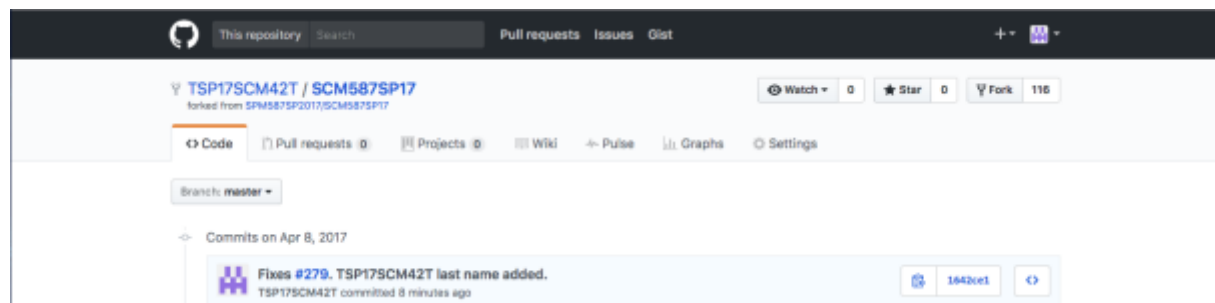 This repository Search Pull requests Issues Gist
TSP17SCM42T / SCM587SP17
Watch 0 Star 0 Fork 116
forked from SPM587SP2017/SCM587SP17
Code Pull requests 0 Projects 0 Wiki Pulse Graphs Settings
Branch: master
Commits on Apr 8, 2017
Fixes #279. TSP17SCM42T last name added.
TSP17SCM42T committed 8 minutes ago
1642ce1